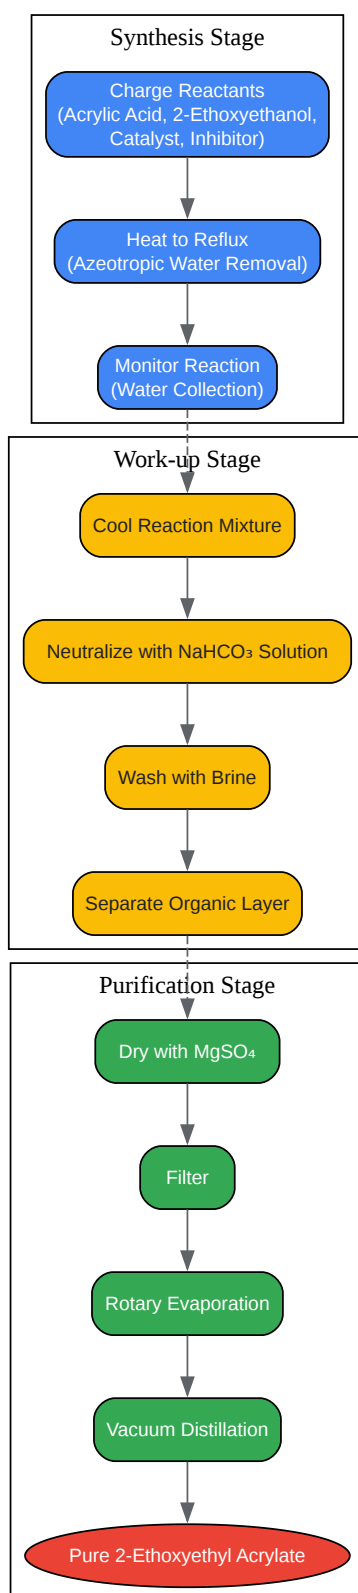 Synthesis Stage
Charge Reactants
(Acrylic Acid, 2-Ethoxyethanol,
Catalyst, Inhibitor)
Heat to Reflux
(Azeotropic Water Removal)
Monitor Reaction
(Water Collection)
Work-up Stage
Cool Reaction Mixture
Neutralize with NaHCO₃ Solution
Wash with Brine
Separate Organic Layer
Purification Stage
Dry with MgSO₄
Filter
Rotary Evaporation
Vacuum Distillation
Pure 2-Ethoxyethyl Acrylate